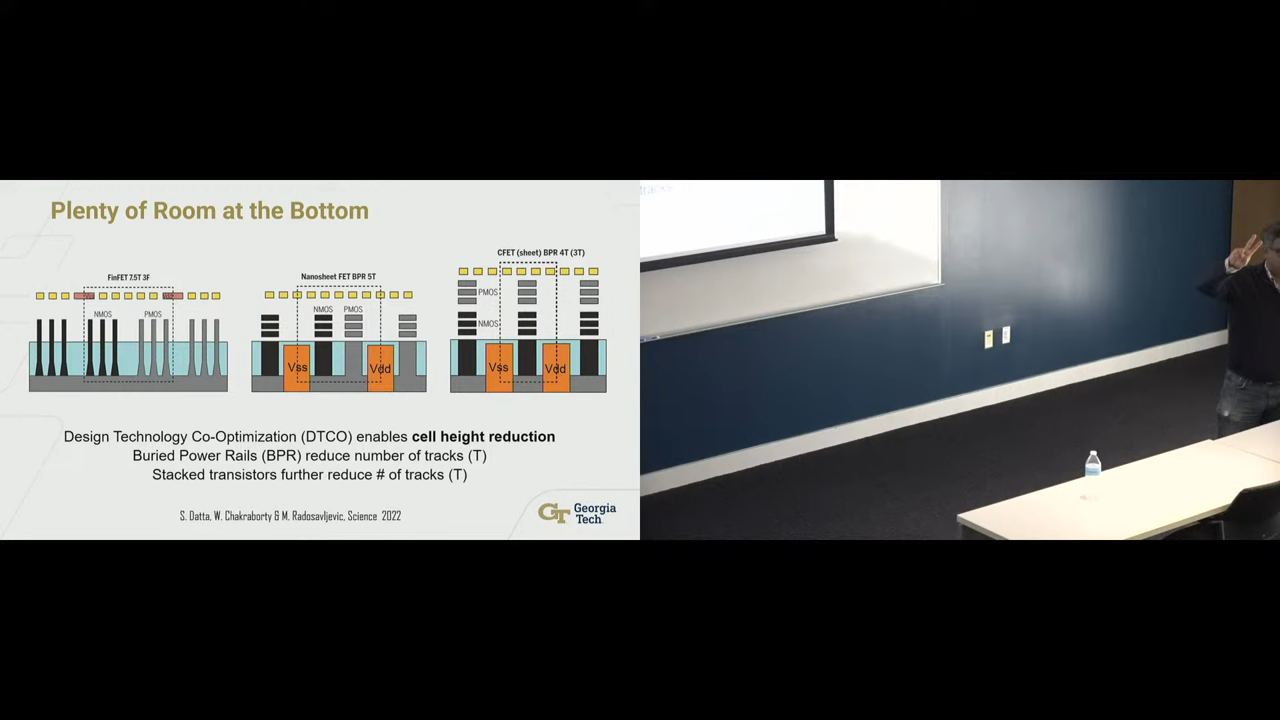 Plenty of Room at the Bottom
FinFET 7.5T 3F
NMOS
PMOS
Nanosheet FET BPR 5T
NMOS
PMOS
Vss
Vdd
CFET (sheet) BPR 4T (3T)
PMOS
NMOS
Vss
Vdd
Design Technology Co-Optimization (DTCO) enables cell height reduction
Buried Power Rails (BPR) reduce number of tracks (T)
Stacked transistors further reduce # of tracks (T)
S. Datta, W. Chakraborty & M. Radosavljevic, Science 2022
GT Georgia
Tech
tracks